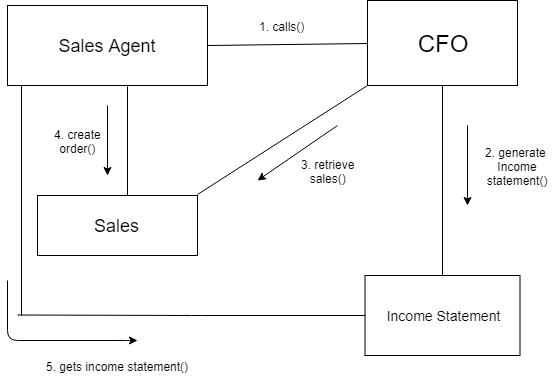 1. calls()
Sales Agent
CFO
4. create
order()
2. generate
Income
statement()
3. retrieve
sales()
Sales
Income Statement
5. gets income statement()